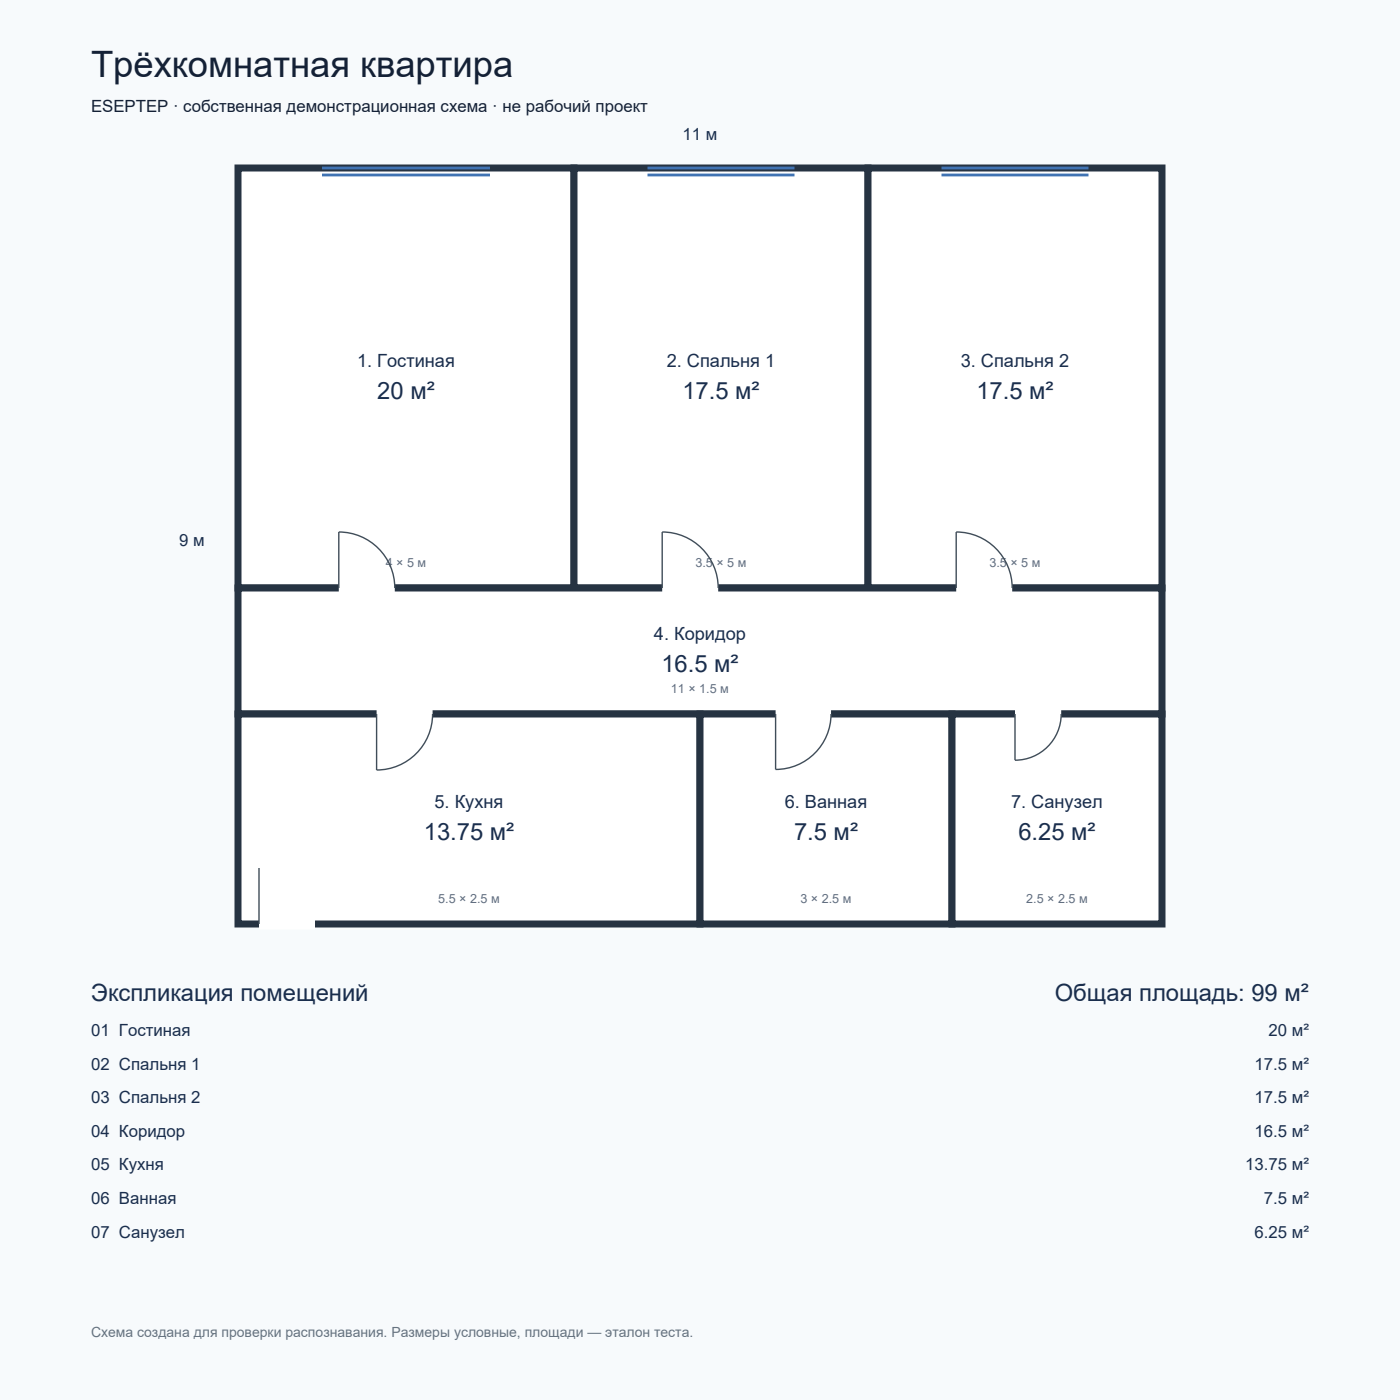 Трёхкомнатная квартира
ESEPTEP · собственная демонстрационная схема · не рабочий проект
11 м
1. Гостиная
20 м²
2. Спальня 1
17.5 м²
3. Спальня 2
17.5 м²
9 м
4 × 5 м
3.5 × 5 м
3.5 × 5 м
4. Коридор
16.5 м²
11 × 1.5 м
5. Кухня
13.75 м²
6. Ванная
7.5 м²
7. Санузел
6.25 м²
5.5 × 2.5 м
3 × 2.5 м
2.5 × 2.5 м
Экспликация помещений Общая площадь: 99 м²
01 Гостиная 20 м²
02 Спальня 1 17.5 м²
03 Спальня 2 17.5 м²
04 Коридор 16.5 м²
05 Кухня 13.75 м²
06 Ванная 7.5 м²
07 Санузел 6.25 м²
Схема создана для проверки распознавания. Размеры условные, площади — эталон теста.